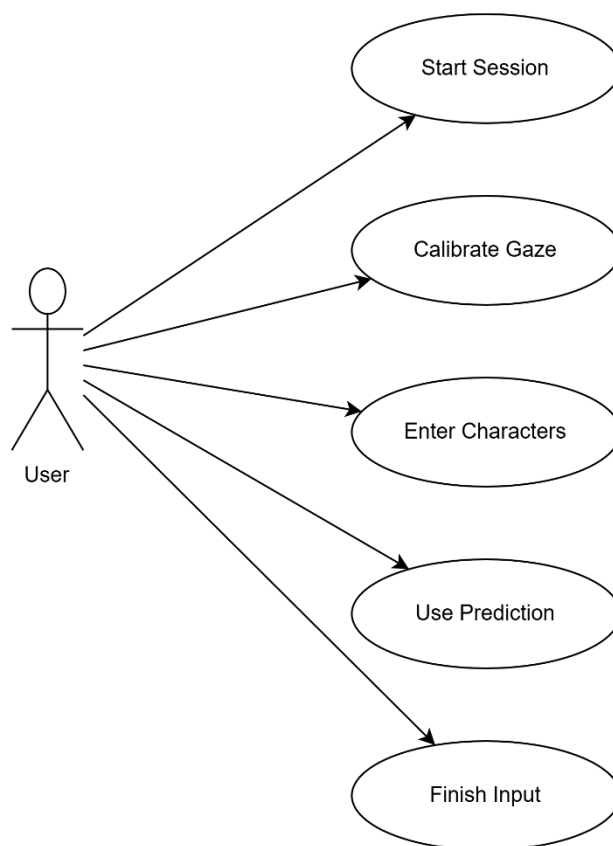 Start Session
Calibrate Gaze
Enter Characters
User
Use Prediction
Finish Input